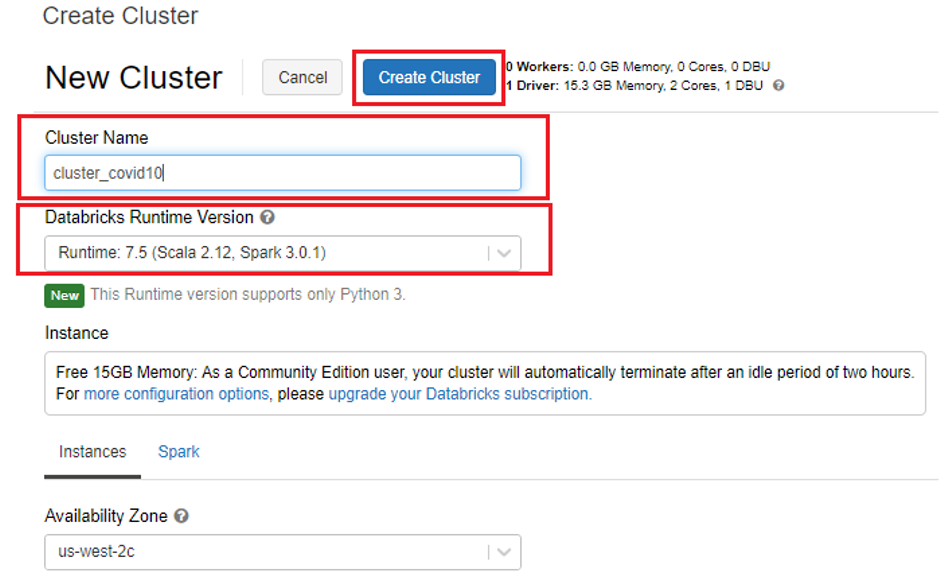 Create Cluster
New Cluster
Cancel
Create Cluster
0 Workers: 0.0 GB Memory, 0 Cores, 0 DBU
1 Driver: 15.3 GB Memory, 2 Cores, 1 DBU ?
Cluster Name
cluster_covid10
Databricks Runtime Version ?
Runtime: 7.5 (Scala 2.12, Spark 3.0.1)
New This Runtime version supports only Python 3.
Instance
Free 15GB Memory: As a Community Edition user, your cluster will automatically terminate after an idle period of two hours.
For more configuration options, please upgrade your Databricks subscription.
Instances Spark
Availability Zone ?
us-west-2c